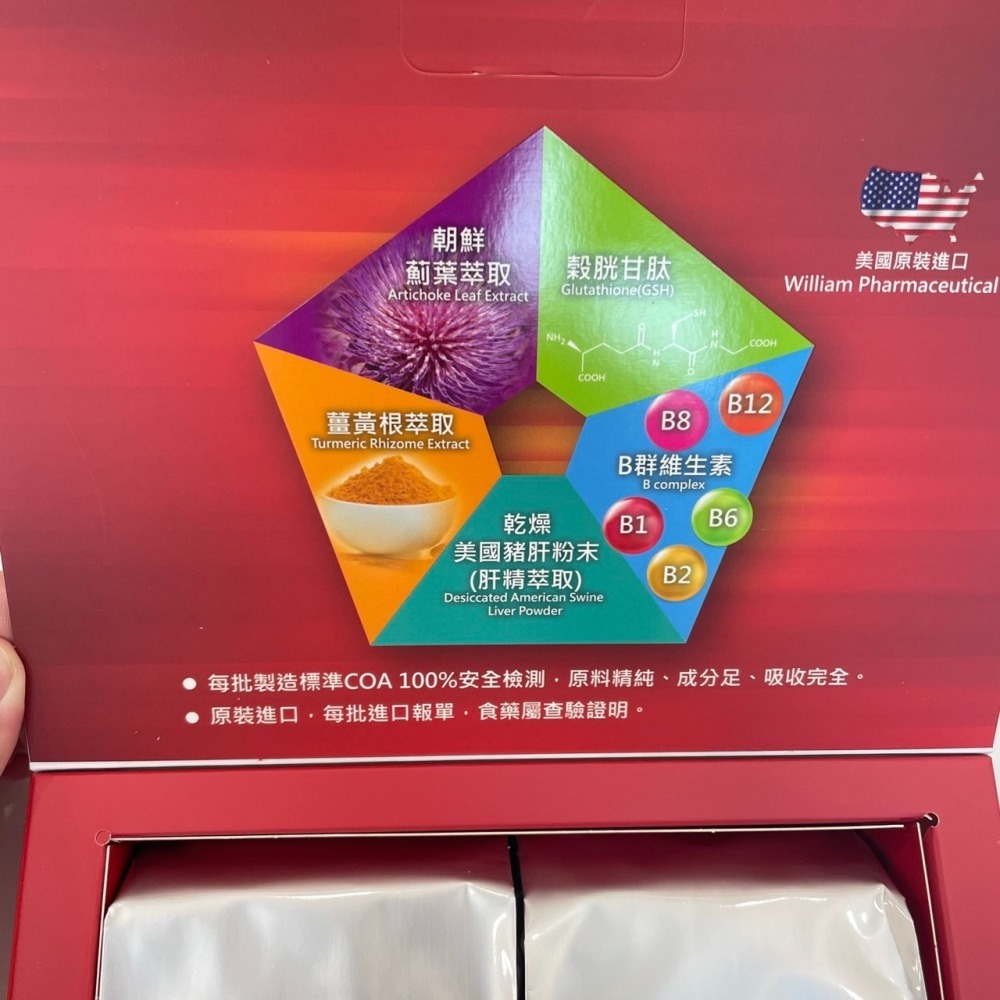 美國原裝進口
William Pharmaceutical
朝鮮
薊葉萃取
Artichoke Leaf Extract
穀胱甘肽
Glutathione(GSH)
SH
NH2
O
H
N
H
N
O
COOH
COOH
薑黃根萃取
Turmeric Rhizome Extract
B8
B12
B群維生素
B complex
B1
B6
B2
乾燥
美國豬肝粉末
(肝精萃取)
Desiccated American Swine
Liver Powder
● 每批製造標準COA 100%安全檢測，原料精純、成分足、吸收完全。
● 原裝進口，每批進口報單，食藥屬查驗證明。